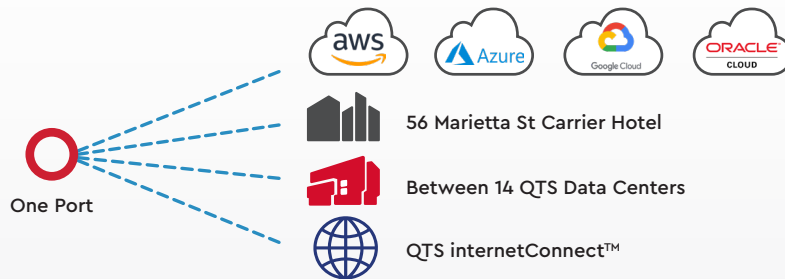 aws
Azure
Google Cloud
ORACLE®
CLOUD
56 Marietta St Carrier Hotel
Between 14 QTS Data Centers
One Port
QTS internetConnect™